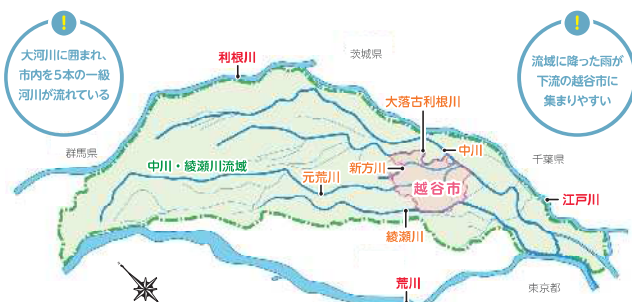 !
大河川に囲まれ、
市内を5本の一級
河川が流れている
!
流域に降った雨が
下流の越谷市に
集まりやすい
利根川
茨城県
大落古利根川
群馬県
中川・綾瀬川流域
新方川
中川
千葉県
元荒川
越谷市
江戸川
綾瀬川
荒川
東京都